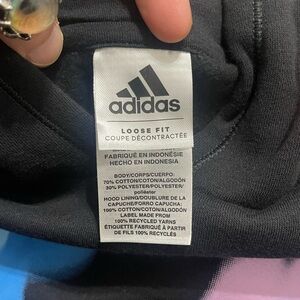 adidas
LOOSE FIT
COUPE DÉCONTRACTÉE
FABRIQUÉ EN INDONÉSIE
HECHO EN INDONESIA
BODY/CORPS/CUERPO:
70% COTTON/COTON/ALGODÓN
30% POLYESTER/POLYESTER/
poliéster
HOOD LINING/DOUBLURE DE LA
CAPUCHE/FORRO CAPUCHA:
100% COTTON/COTON/ALGODÓN
LABEL MADE FROM
100% RECYCLED YARNS
ÉTIQUETTE FABRIQUÉ À PARTIR
DE FILS 100% RECYCLÉS